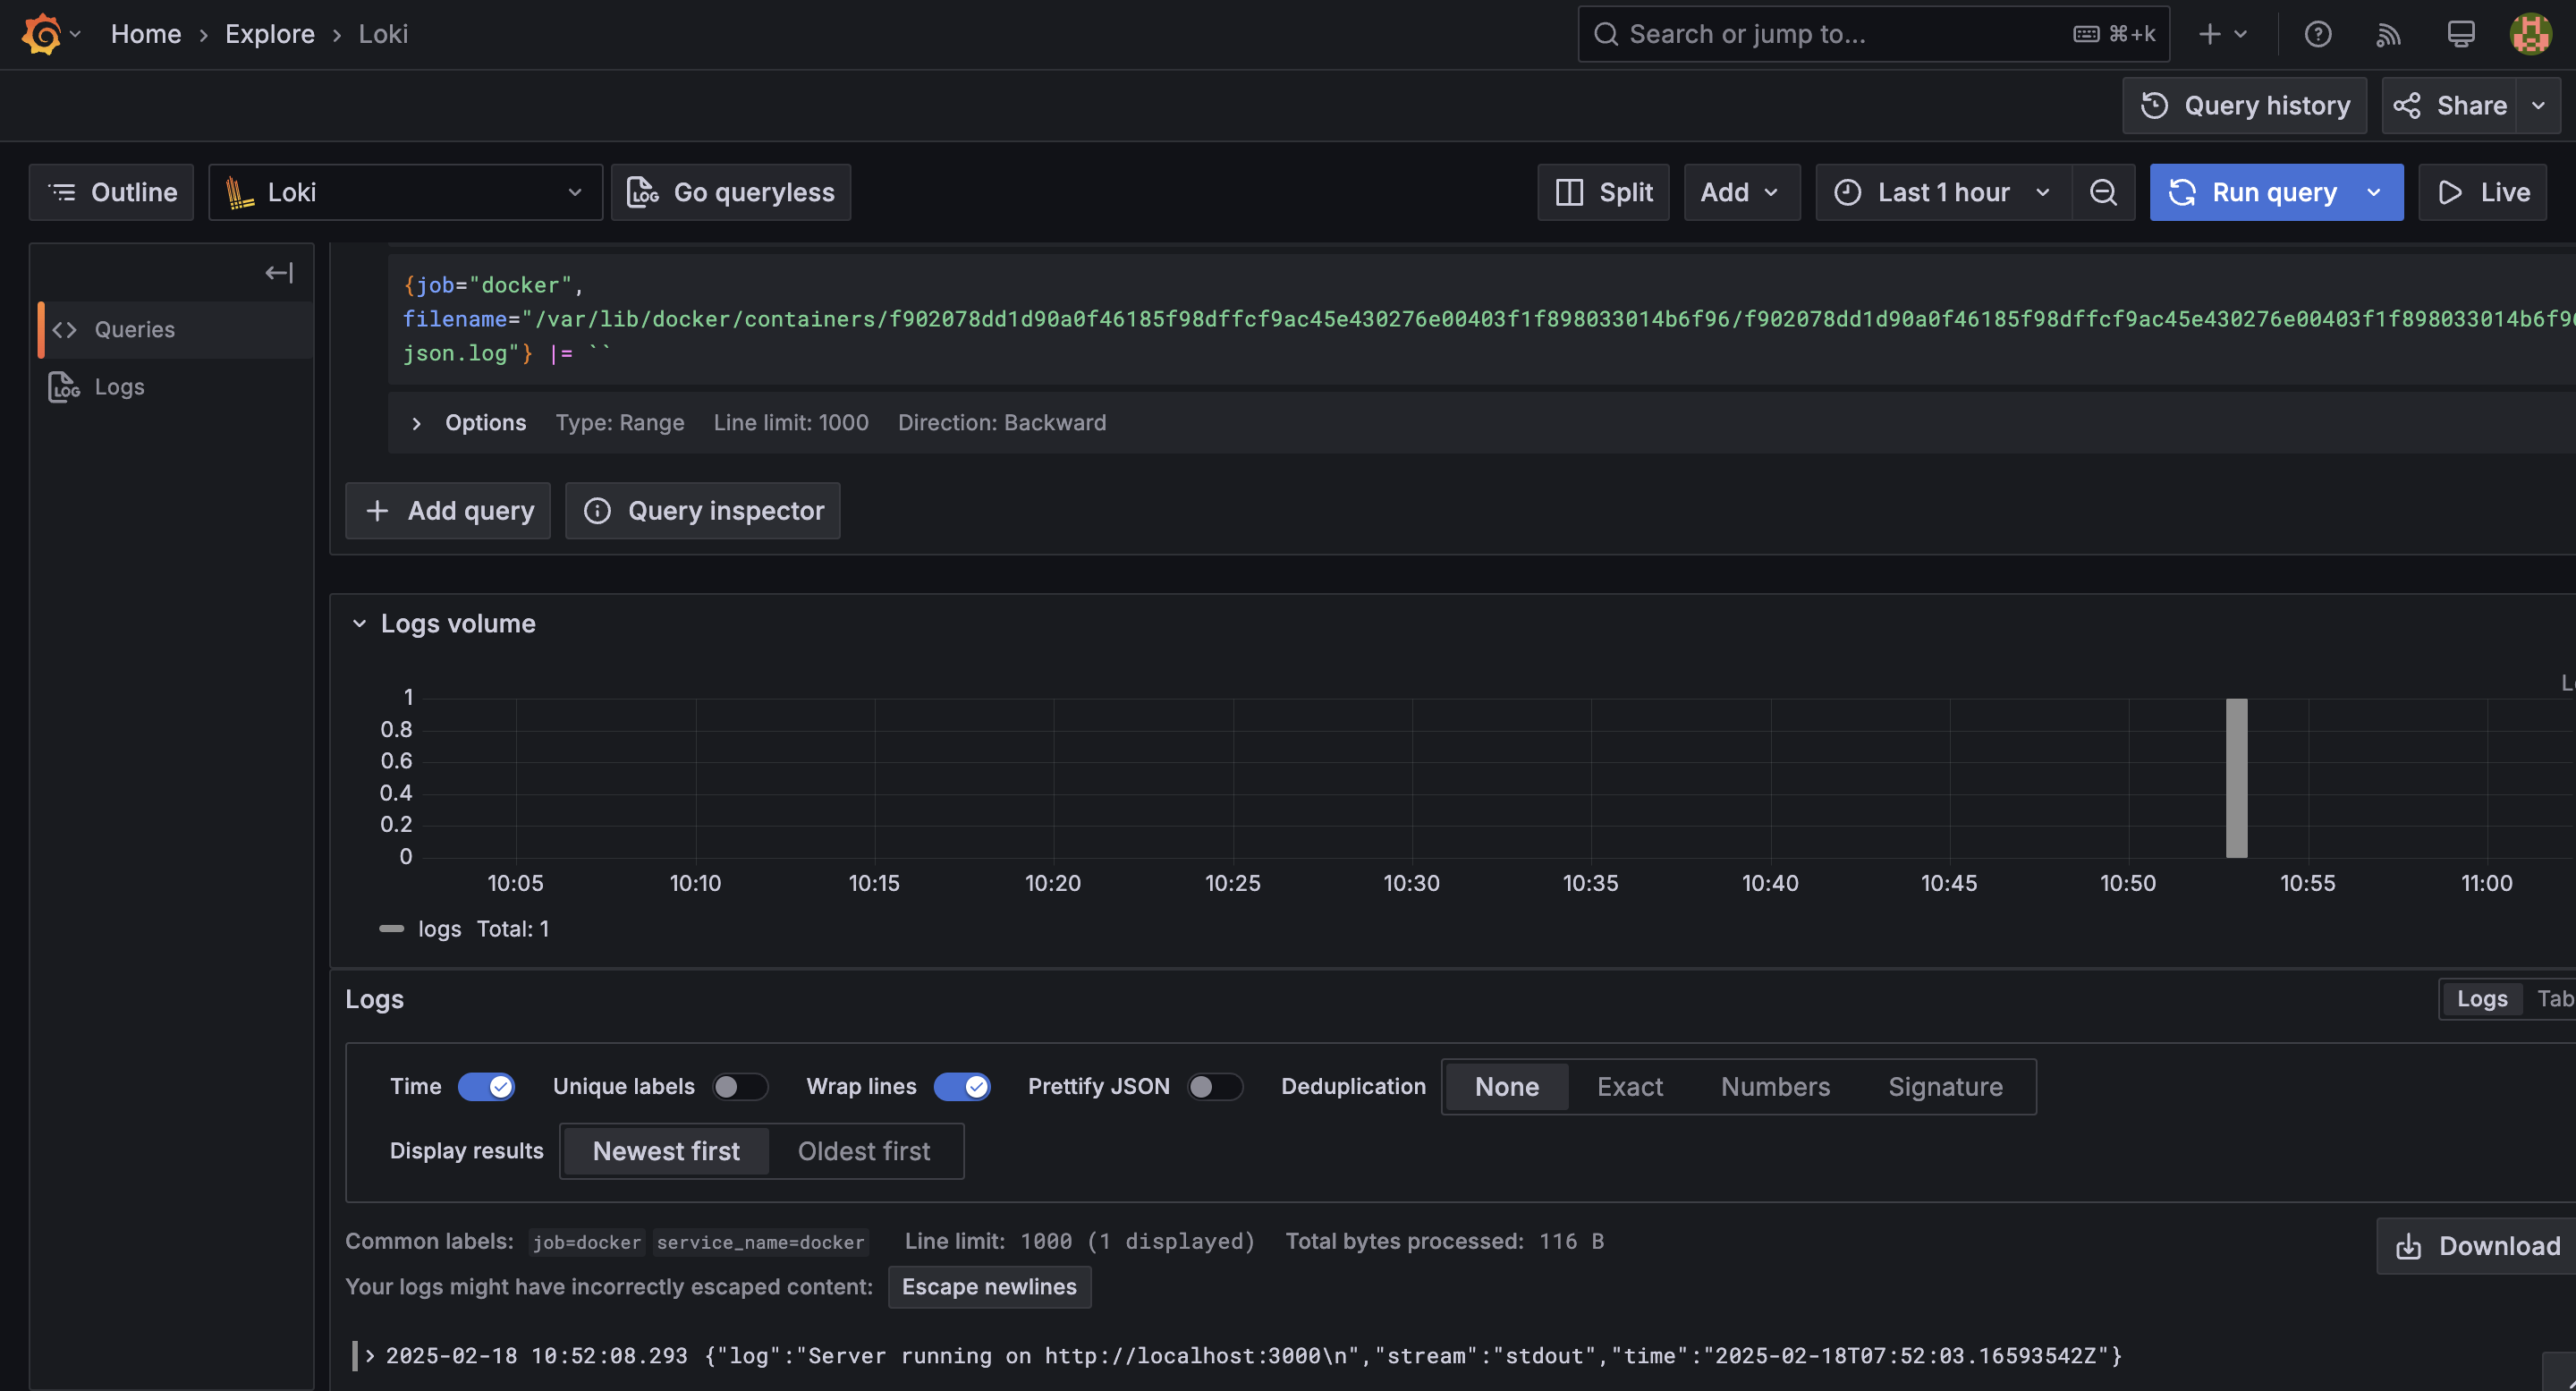 Home › Explore › Loki
Search or jump to... ⌘+k
Query history Share
Outline Loki Go queryless Split Add Last 1 hour Run query Live
Queries
Logs
{job="docker",
filename="/var/lib/docker/containers/f902078dd1d90a0f46185f98dffcf9ac45e430276e00403f1f898033014b6f96/f902078dd1d90a0f46185f98dffcf9ac45e430276e00403f1f898033014b6f9
json.log"} |= ``
Options Type: Range Line limit: 1000 Direction: Backward
+ Add query Query inspector
Logs volume
1
0.8
0.6
0.4
0.2
0
10:05 10:10 10:15 10:20 10:25 10:30 10:35 10:40 10:45 10:50 10:55 11:00
logs Total: 1
Logs
Logs Tab
Time Unique labels Wrap lines Prettify JSON Deduplication None Exact Numbers Signature
Display results Newest first Oldest first
Common labels: job=docker service_name=docker Line limit: 1000 (1 displayed) Total bytes processed: 116 B
Download
Your logs might have incorrectly escaped content: Escape newlines
2025-02-18 10:52:08.293 {"log":"Server running on http://localhost:3000\n","stream":"stdout","time":"2025-02-18T07:52:03.16593542Z"}